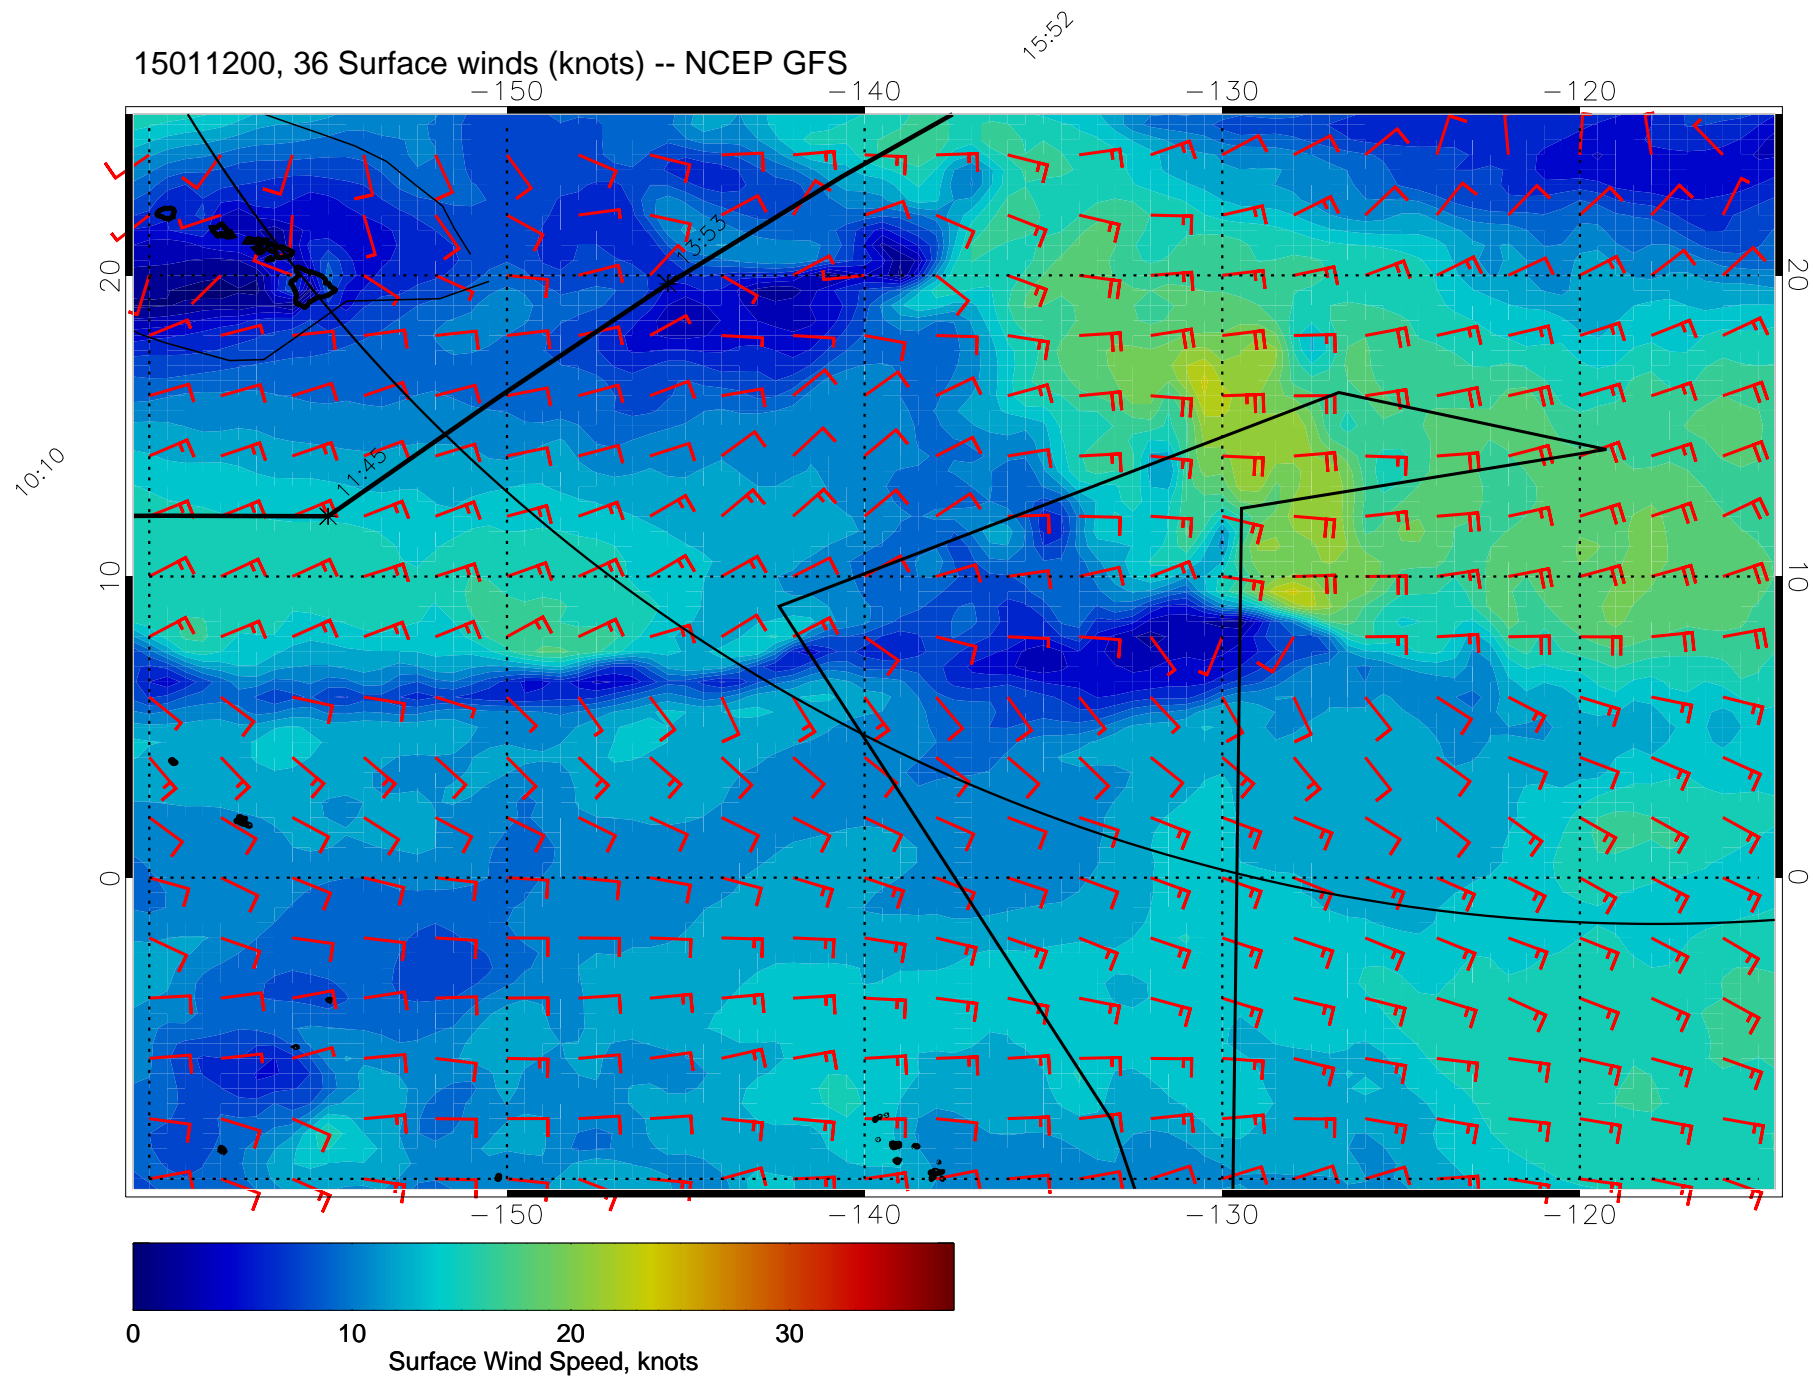 15:52
15011200, 36 Surface winds (knots) -- NCEP GFS
-150 -140 -130 -120
13:53
20 20
11:45
10:10
10 10
0 0
-150 -140 -130 -120
0 10 20 30
Surface Wind Speed, knots